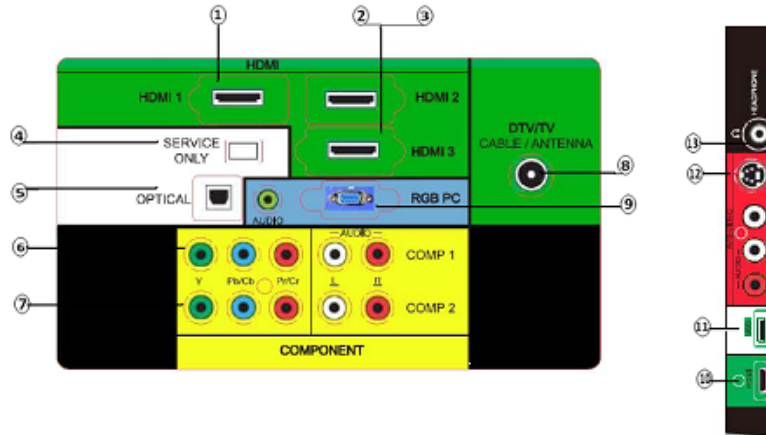 ① ② ③
HDMI
HDMI 1 HDMI 2
④ SERVICE ONLY HDMI 3
DTV/TV
CABLE / ANTENNA
⑧
⑤ OPTICAL
AUDIO RGB PC ⑨
AUDIO
⑥ COMP 1
Y Pb/Cb Pr/Cr L R
⑦ COMP 2
COMPONENT
HEADPHONE
⑬
⑫
AUDIO
⑪
⑩